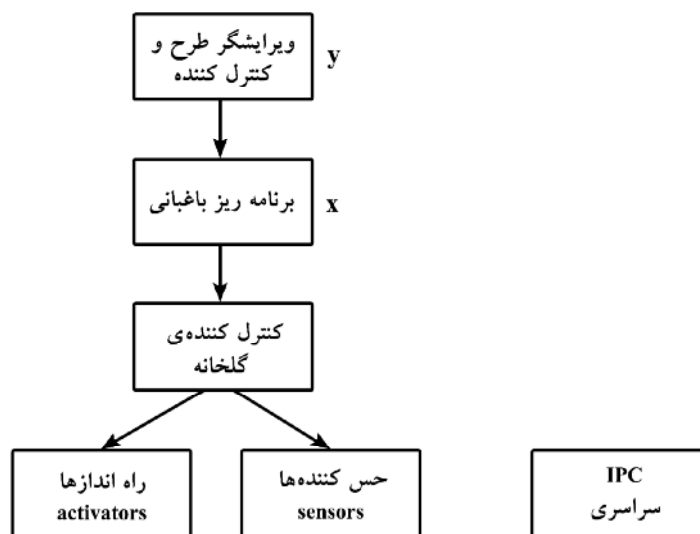 ویرایشگر طرح و
کنترل کننده
y
برنامه ریز باغبانی
x
کنترل کننده‌ی
گلخانه
راه اندازها
activators
حس کننده‌ها
sensors
IPC
سراسری